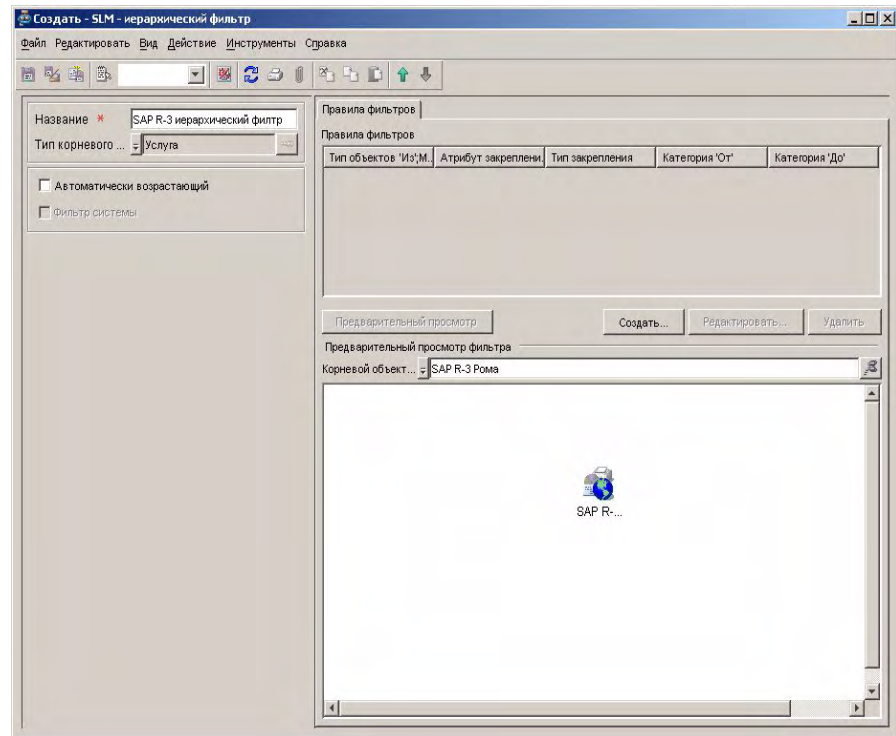 Создать - SLM - иерархический фильтр
Файл Редактировать Вид Действие Инструменты Справка
Название * SAP R-3 иерархический филтр
Тип корневого ... Услуга
Автоматически возрастающий
Фильтр системы
Правила фильтров
Правила фильтров
Тип объектов 'Из';М.. Атрибут закреплени. Тип закрепления Категория 'От' Категория 'До'
Предварительный просмотр Создать... Редактировать... Удалить
Предварительный просмотр фильтра
Корневой объект... SAP R-3 Рома
SAP R-...